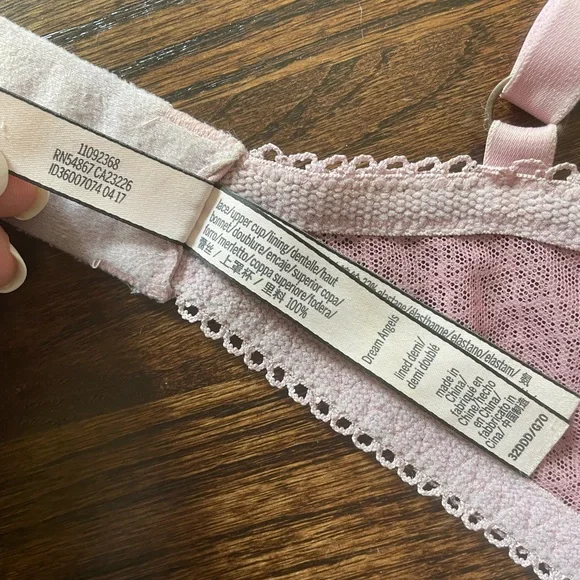 11092368
RN54867 CA23226
ID36007074 04 17
lace/upper cup/lining/dentelle/haut
bonnet/doublure/encaje/superior copa/
forro/merletto/coppa superiore/fodera/
蕾丝/上罩杯/里料 100%
22% elastane/élasthanne/elastano/elastam/
Dream Angels
lined demi/
demi doublé
made in
China/
fabriqué en
Chine/hecho
en China/
fabbricato in
Cina/中国制造
32DDD/G70